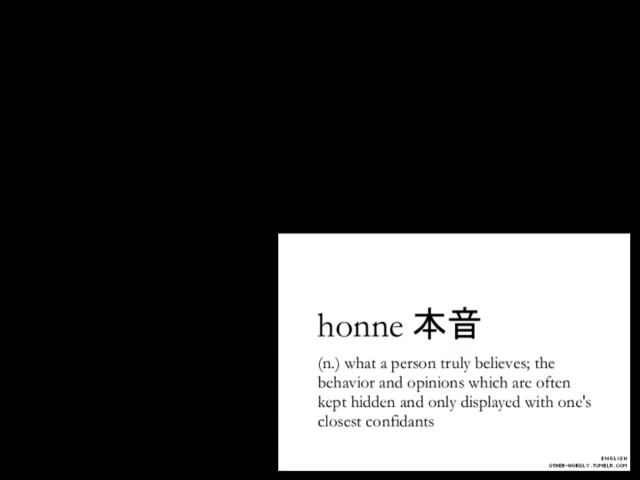 honne 本音
(n.) what a person truly believes; the
behavior and opinions which are often
kept hidden and only displayed with one's
closest confidants
ENGLISH
OTHER-WORDLY.TUMBLR.COM